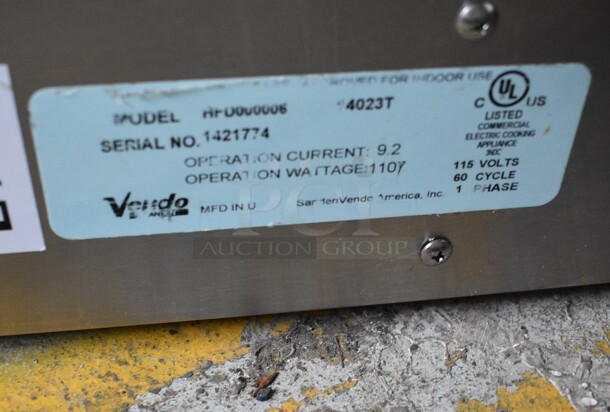 APPROVED FOR INDOOR USE
MODEL HFD000006 4023T
SERIAL NO. 1421774
OPERATION CURRENT: 9.2
OPERATION WATTAGE: 1107
Vendo MFD IN U SandenVendo America, Inc.
C UL US
LISTED
COMMERCIAL
ELECTRIC COOKING
APPLIANCE
3NDC
115 VOLTS
60 CYCLE
1 PHASE
PCI
AUCTION GROUP